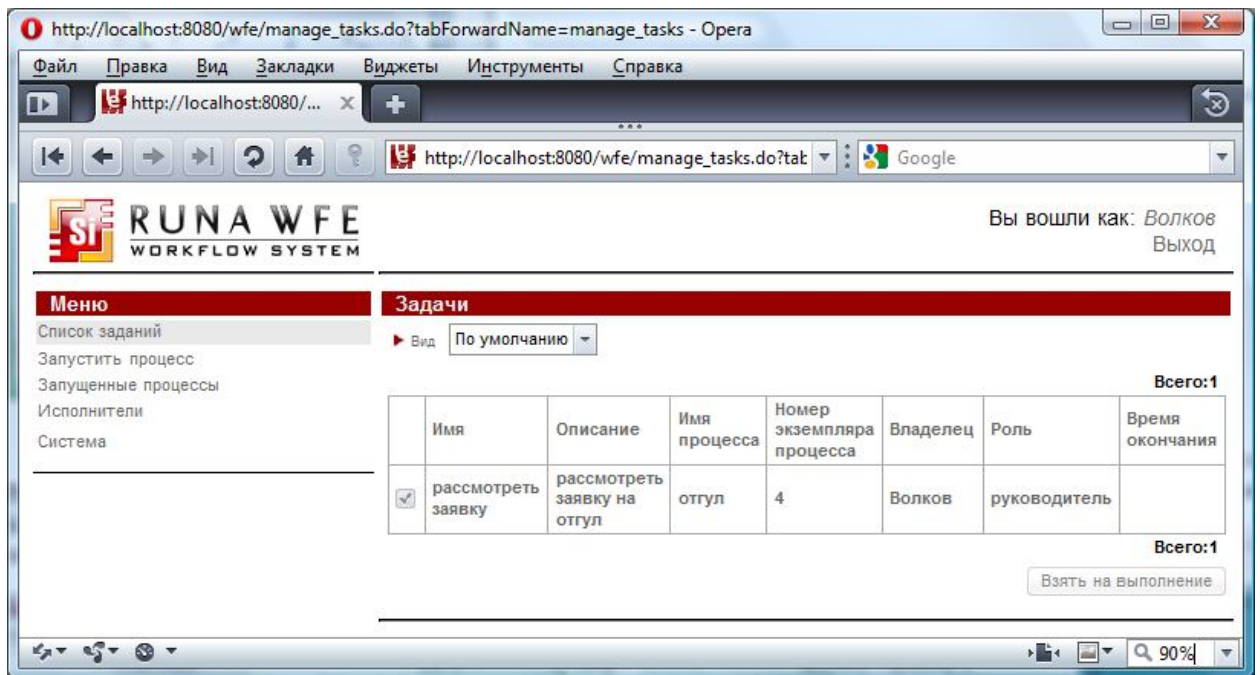 http://localhost:8080/wfe/manage_tasks.do?tabForwardName=manage_tasks - Opera
Файл Правка Вид Закладки Виджеты Инструменты Справка
http://localhost:8080/...
http://localhost:8080/wfe/manage_tasks.do?tab Google
Si RUNA WFE
WORKFLOW SYSTEM
Вы вошли как: Волков
Выход
Меню
Список заданий
Запустить процесс
Запущенные процессы
Исполнители
Система
Задачи
Вид По умолчанию
Всего:1
Имя
Описание
Имя
процесса
Номер
экземпляра
процесса
Владелец
Роль
Время
окончания
рассмотреть
заявку
рассмотреть
заявку на
отгул
отгул
4
Волков
руководитель
Всего:1
Взять на выполнение
90%